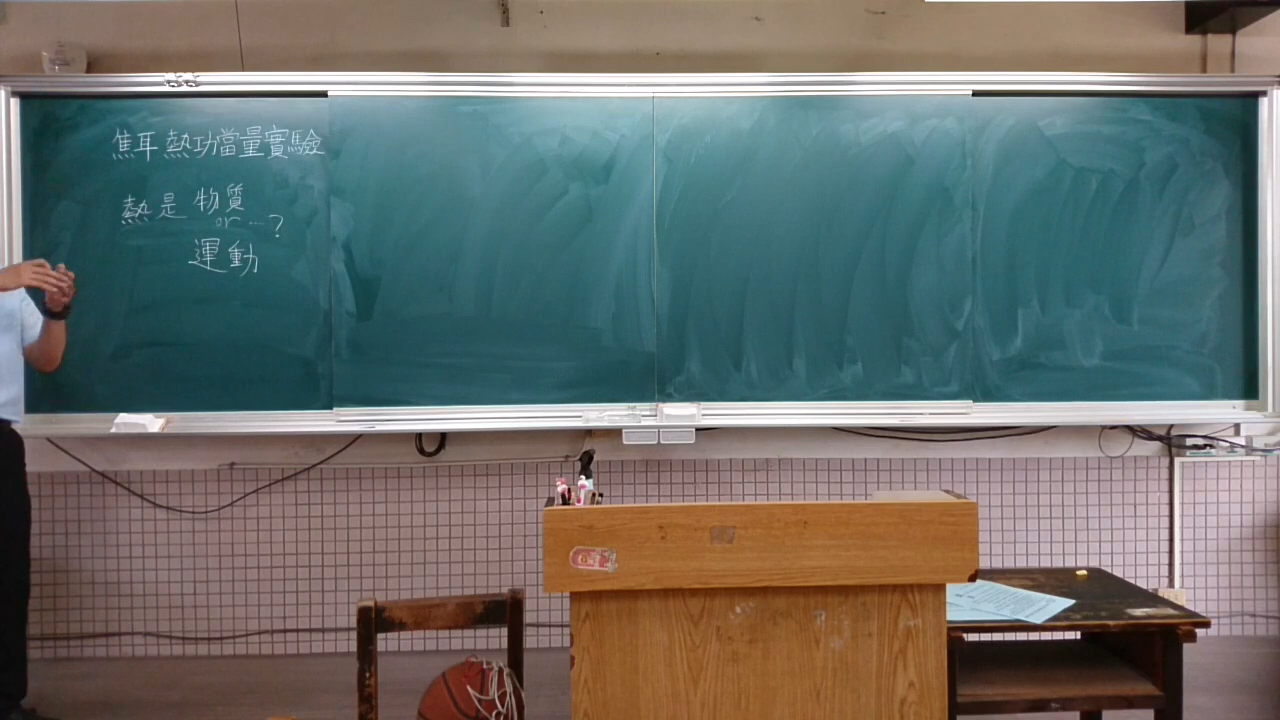 焦耳 熱功當量實驗
熱是 物質
or …?
運動